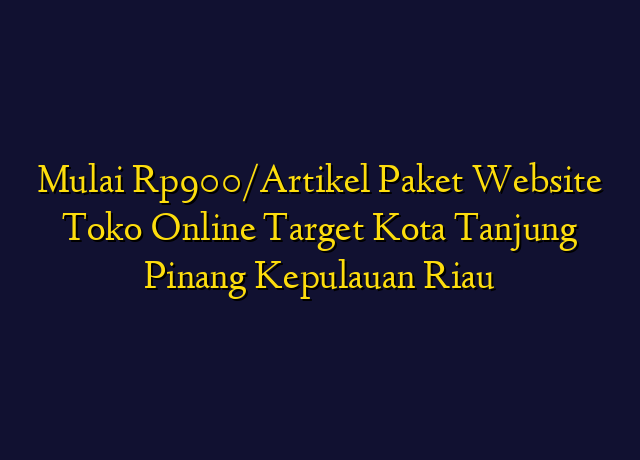 Mulai Rp900/Artikel Paket Website
Toko Online Target Kota Tanjung
Pinang Kepulauan Riau